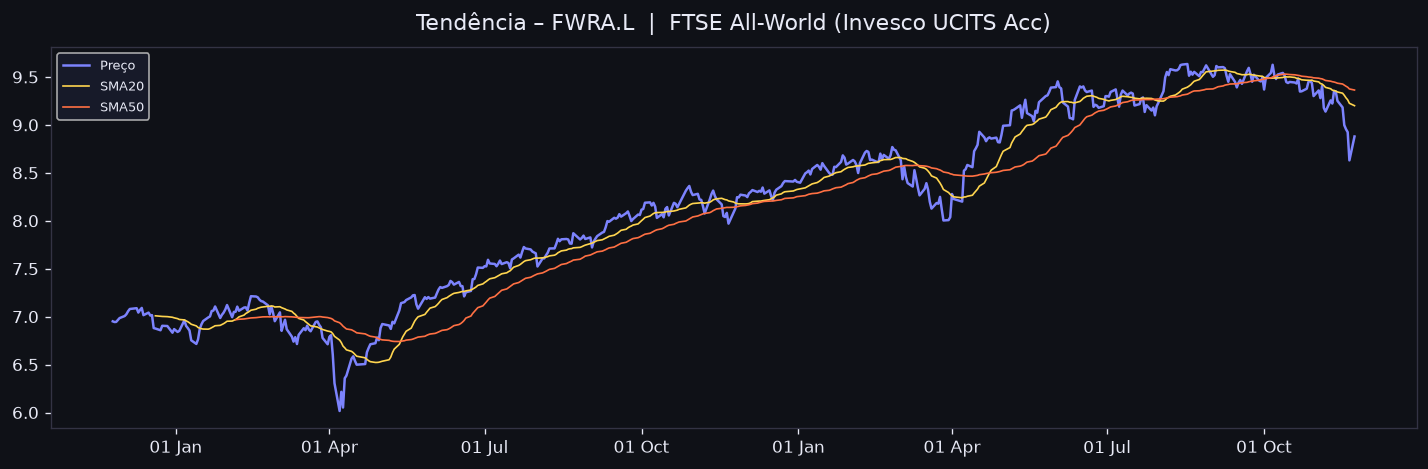 Tendência – FWRA.L | FTSE All-World (Invesco UCITS Acc)
Preço
SMA20
SMA50
9.5
9.0
8.5
8.0
7.5
7.0
6.5
6.0
01 Jan
01 Apr
01 Jul
01 Oct
01 Jan
01 Apr
01 Jul
01 Oct